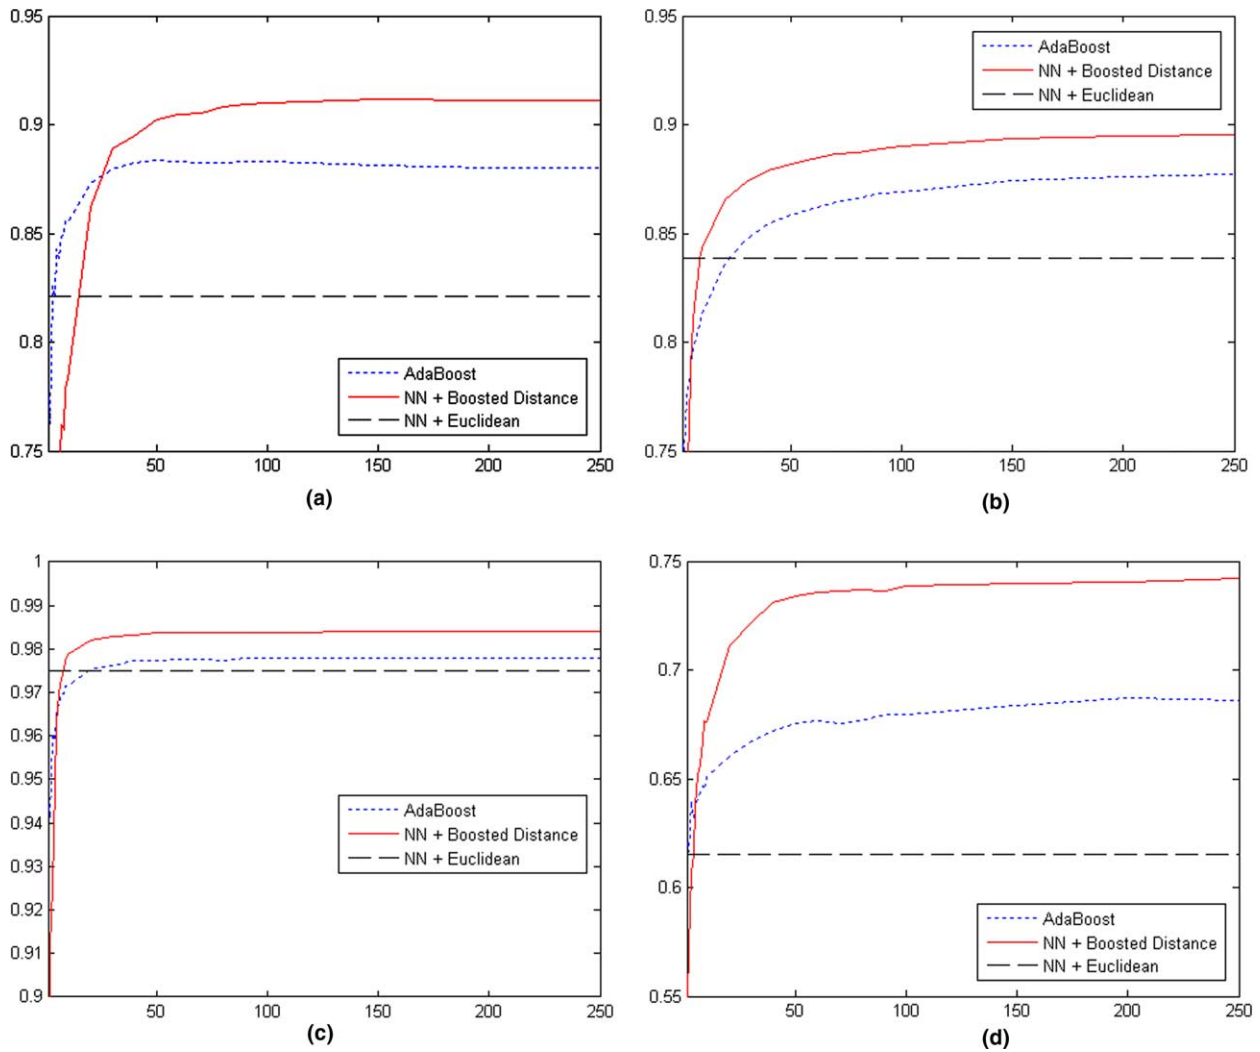 0.95
0.9
0.85
0.8
0.75
50 100 150 200 250
AdaBoost
NN + Boosted Distance
NN + Euclidean
(a)
0.95
0.9
0.85
0.8
0.75
50 100 150 200 250
AdaBoost
NN + Boosted Distance
NN + Euclidean
(b)
1
0.99
0.98
0.97
0.96
0.95
0.94
0.93
0.92
0.91
0.9
50 100 150 200 250
AdaBoost
NN + Boosted Distance
NN + Euclidean
(c)
0.75
0.7
0.65
0.6
0.55
50 100 150 200 250
AdaBoost
NN + Boosted Distance
NN + Euclidean
(d)